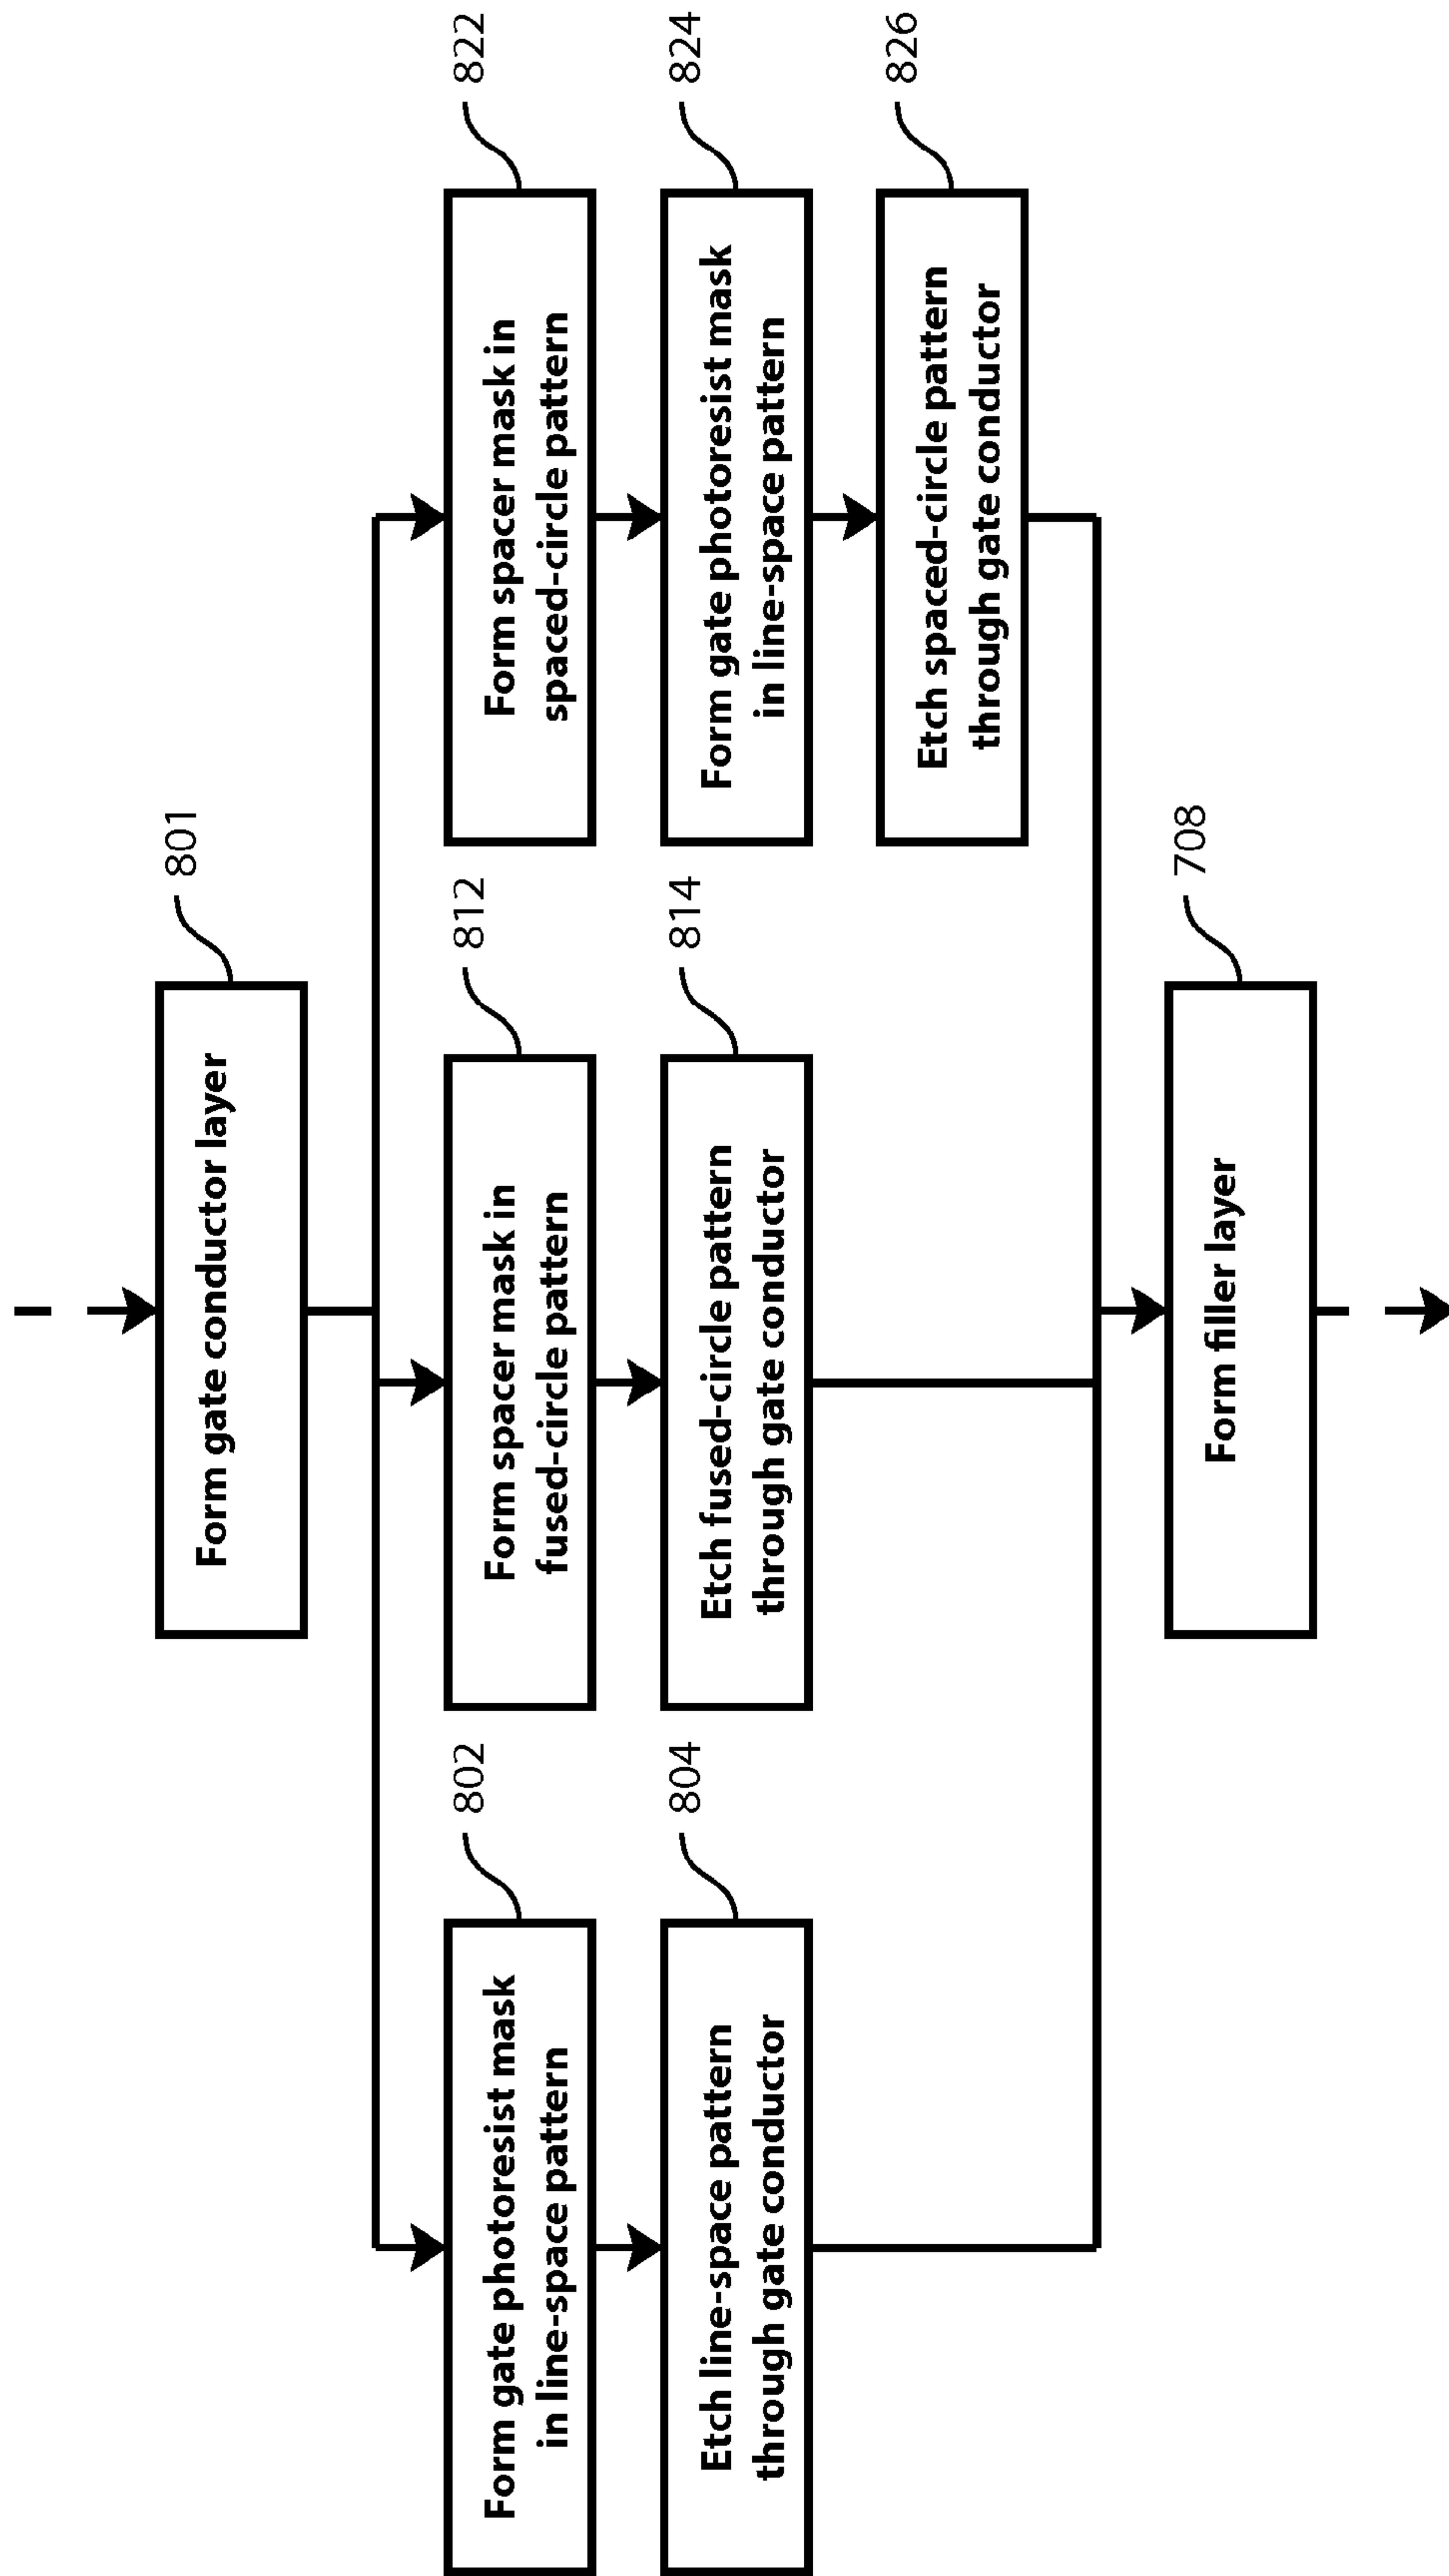 Form gate conductor layer
801
Form gate photoresist mask
in line-space pattern
802
Etch line-space pattern
through gate conductor
804
Form spacer mask in
fused-circle pattern
812
Etch fused-circle pattern
through gate conductor
814
Form spacer mask in
spaced-circle pattern
822
Form gate photoresist mask
in line-space pattern
824
Etch spaced-circle pattern
through gate conductor
826
Form filler layer
708